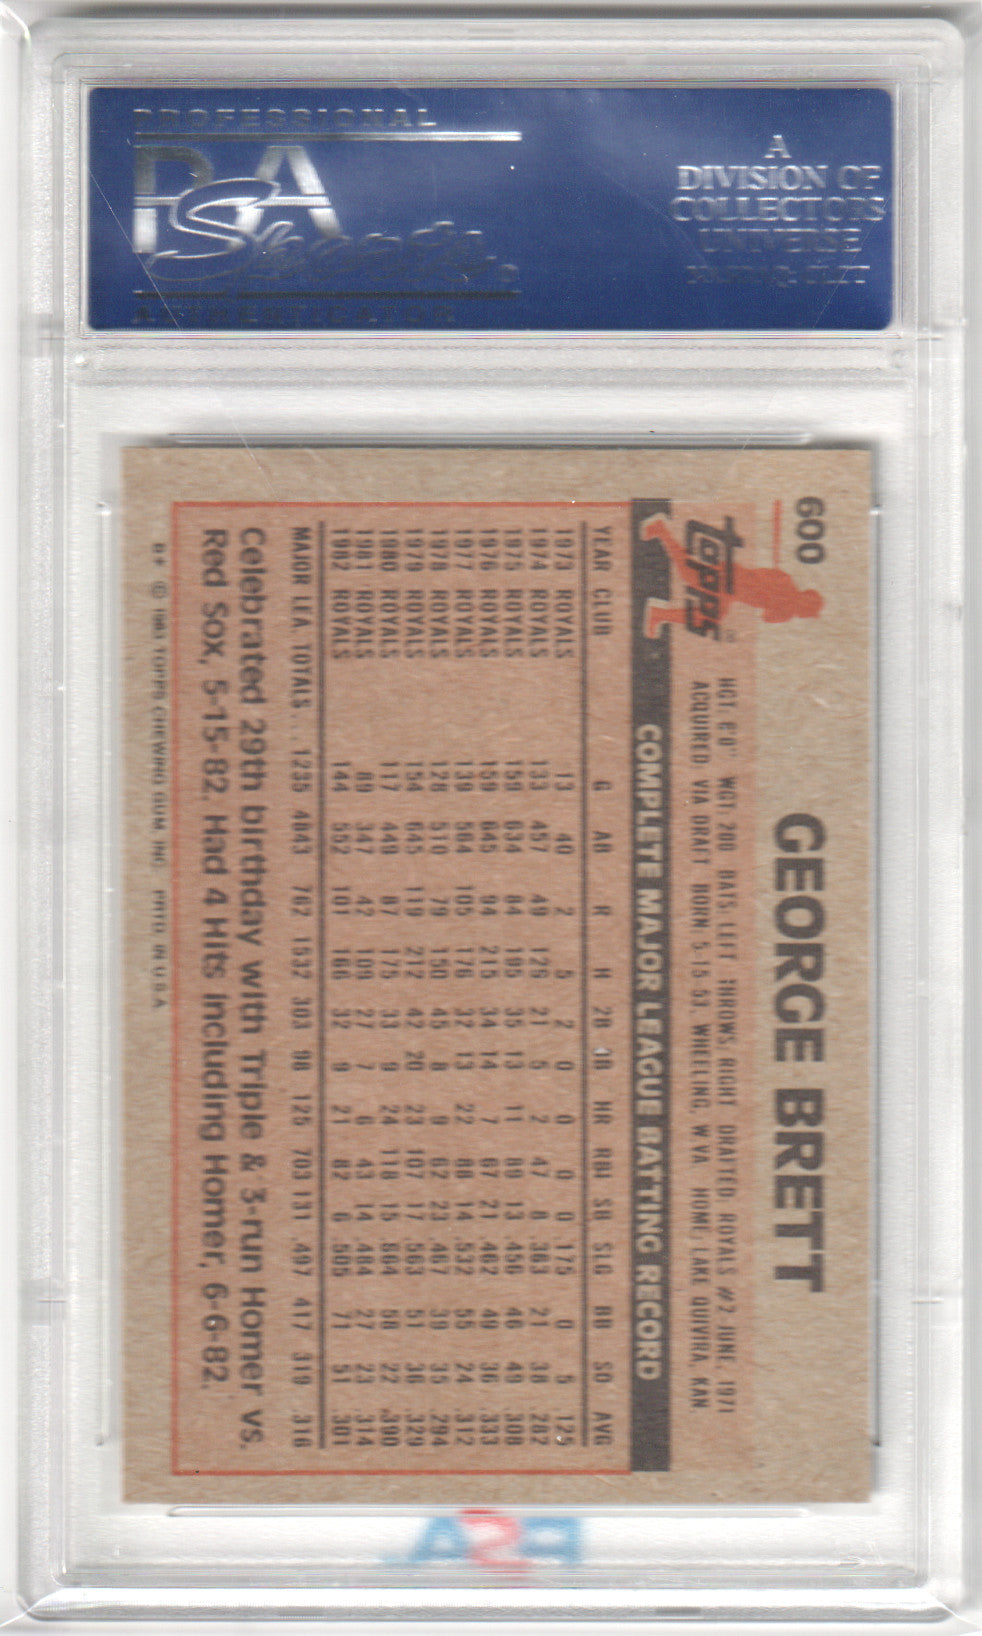 PROFESSIONAL
PSA
Sports
AUTHENTICATOR
A
DIVISION OF
COLLECTORS
UNIVERSE
600
GEORGE BRETT
Topps
HGT: 6'0" WGT: 200 BATS: LEFT THROWS: RIGHT DRAFTED: ROYALS #2 JUNE, 1971
ACQUIRED: VIA DRAFT BORN: 5-15-53, WHEELING, W VA HOME: LAKE QUIVIRA, KAN
COMPLETE MAJOR LEAGUE BATTING RECORD
YEAR CLUB G AB R H 2B 3B HR RBI SB SLG BB SO AVG
1973 ROYALS 13 40 2 5 2 0 0 0 0 .175 0 5 .125
1974 ROYALS 133 457 49 129 21 5 2 47 8 .363 21 38 .282
1975 ROYALS 159 634 84 195 35 13 11 89 13 .456 46 49 .308
1976 ROYALS 159 645 94 215 34 14 7 67 21 .462 49 36 .333
1977 ROYALS 139 564 105 176 32 13 22 88 14 .532 55 24 .312
1978 ROYALS 128 510 79 150 45 8 9 62 23 .467 39 35 .294
1979 ROYALS 154 645 119 212 42 20 23 107 17 .563 51 36 .329
1980 ROYALS 117 449 87 175 33 9 24 118 15 .664 58 22 .390
1981 ROYALS 89 347 42 109 27 7 6 43 14 .484 27 23 .314
1982 ROYALS 144 552 101 166 32 9 21 82 6 .505 71 51 .301
MAJOR LEA. TOTALS... 1235 4843 762 1537 303 98 125 703 131 .497 417 319 .316
Celebrated 29th birthday with Triple & 3-run Homer vs.
Red Sox, 5-15-82. Had 4 Hits including Homer, 6-6-82.
B* © 1983 TOPPS CHEWING GUM, INC. PRTD. IN U.S.A.
PSA